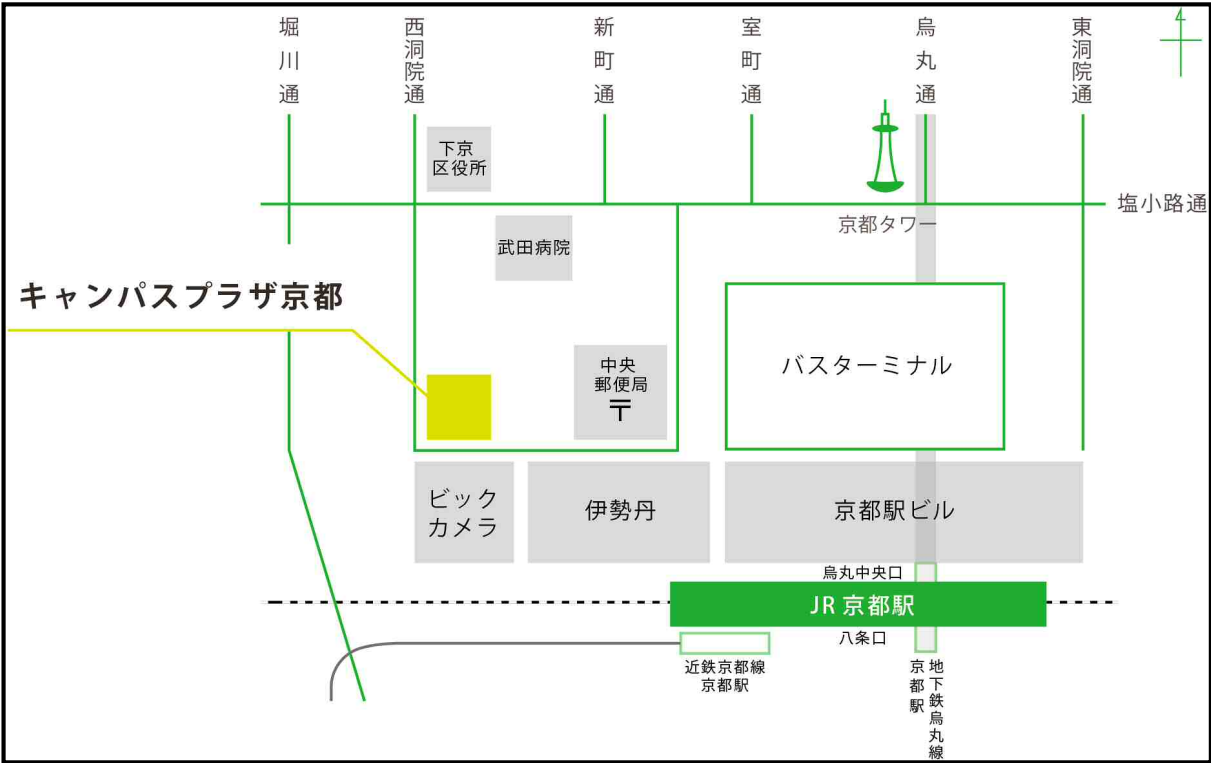 堀川通
西洞院通
新町通
室町通
烏丸通
東洞院通
下京
区役所
塩小路通
京都タワー
武田病院
キャンパスプラザ京都
中央
郵便局
〒
バスターミナル
ビック
カメラ
伊勢丹
京都駅ビル
烏丸中央口
JR 京都駅
八条口
近鉄京都線
京都駅
地下鉄烏丸線
京都駅